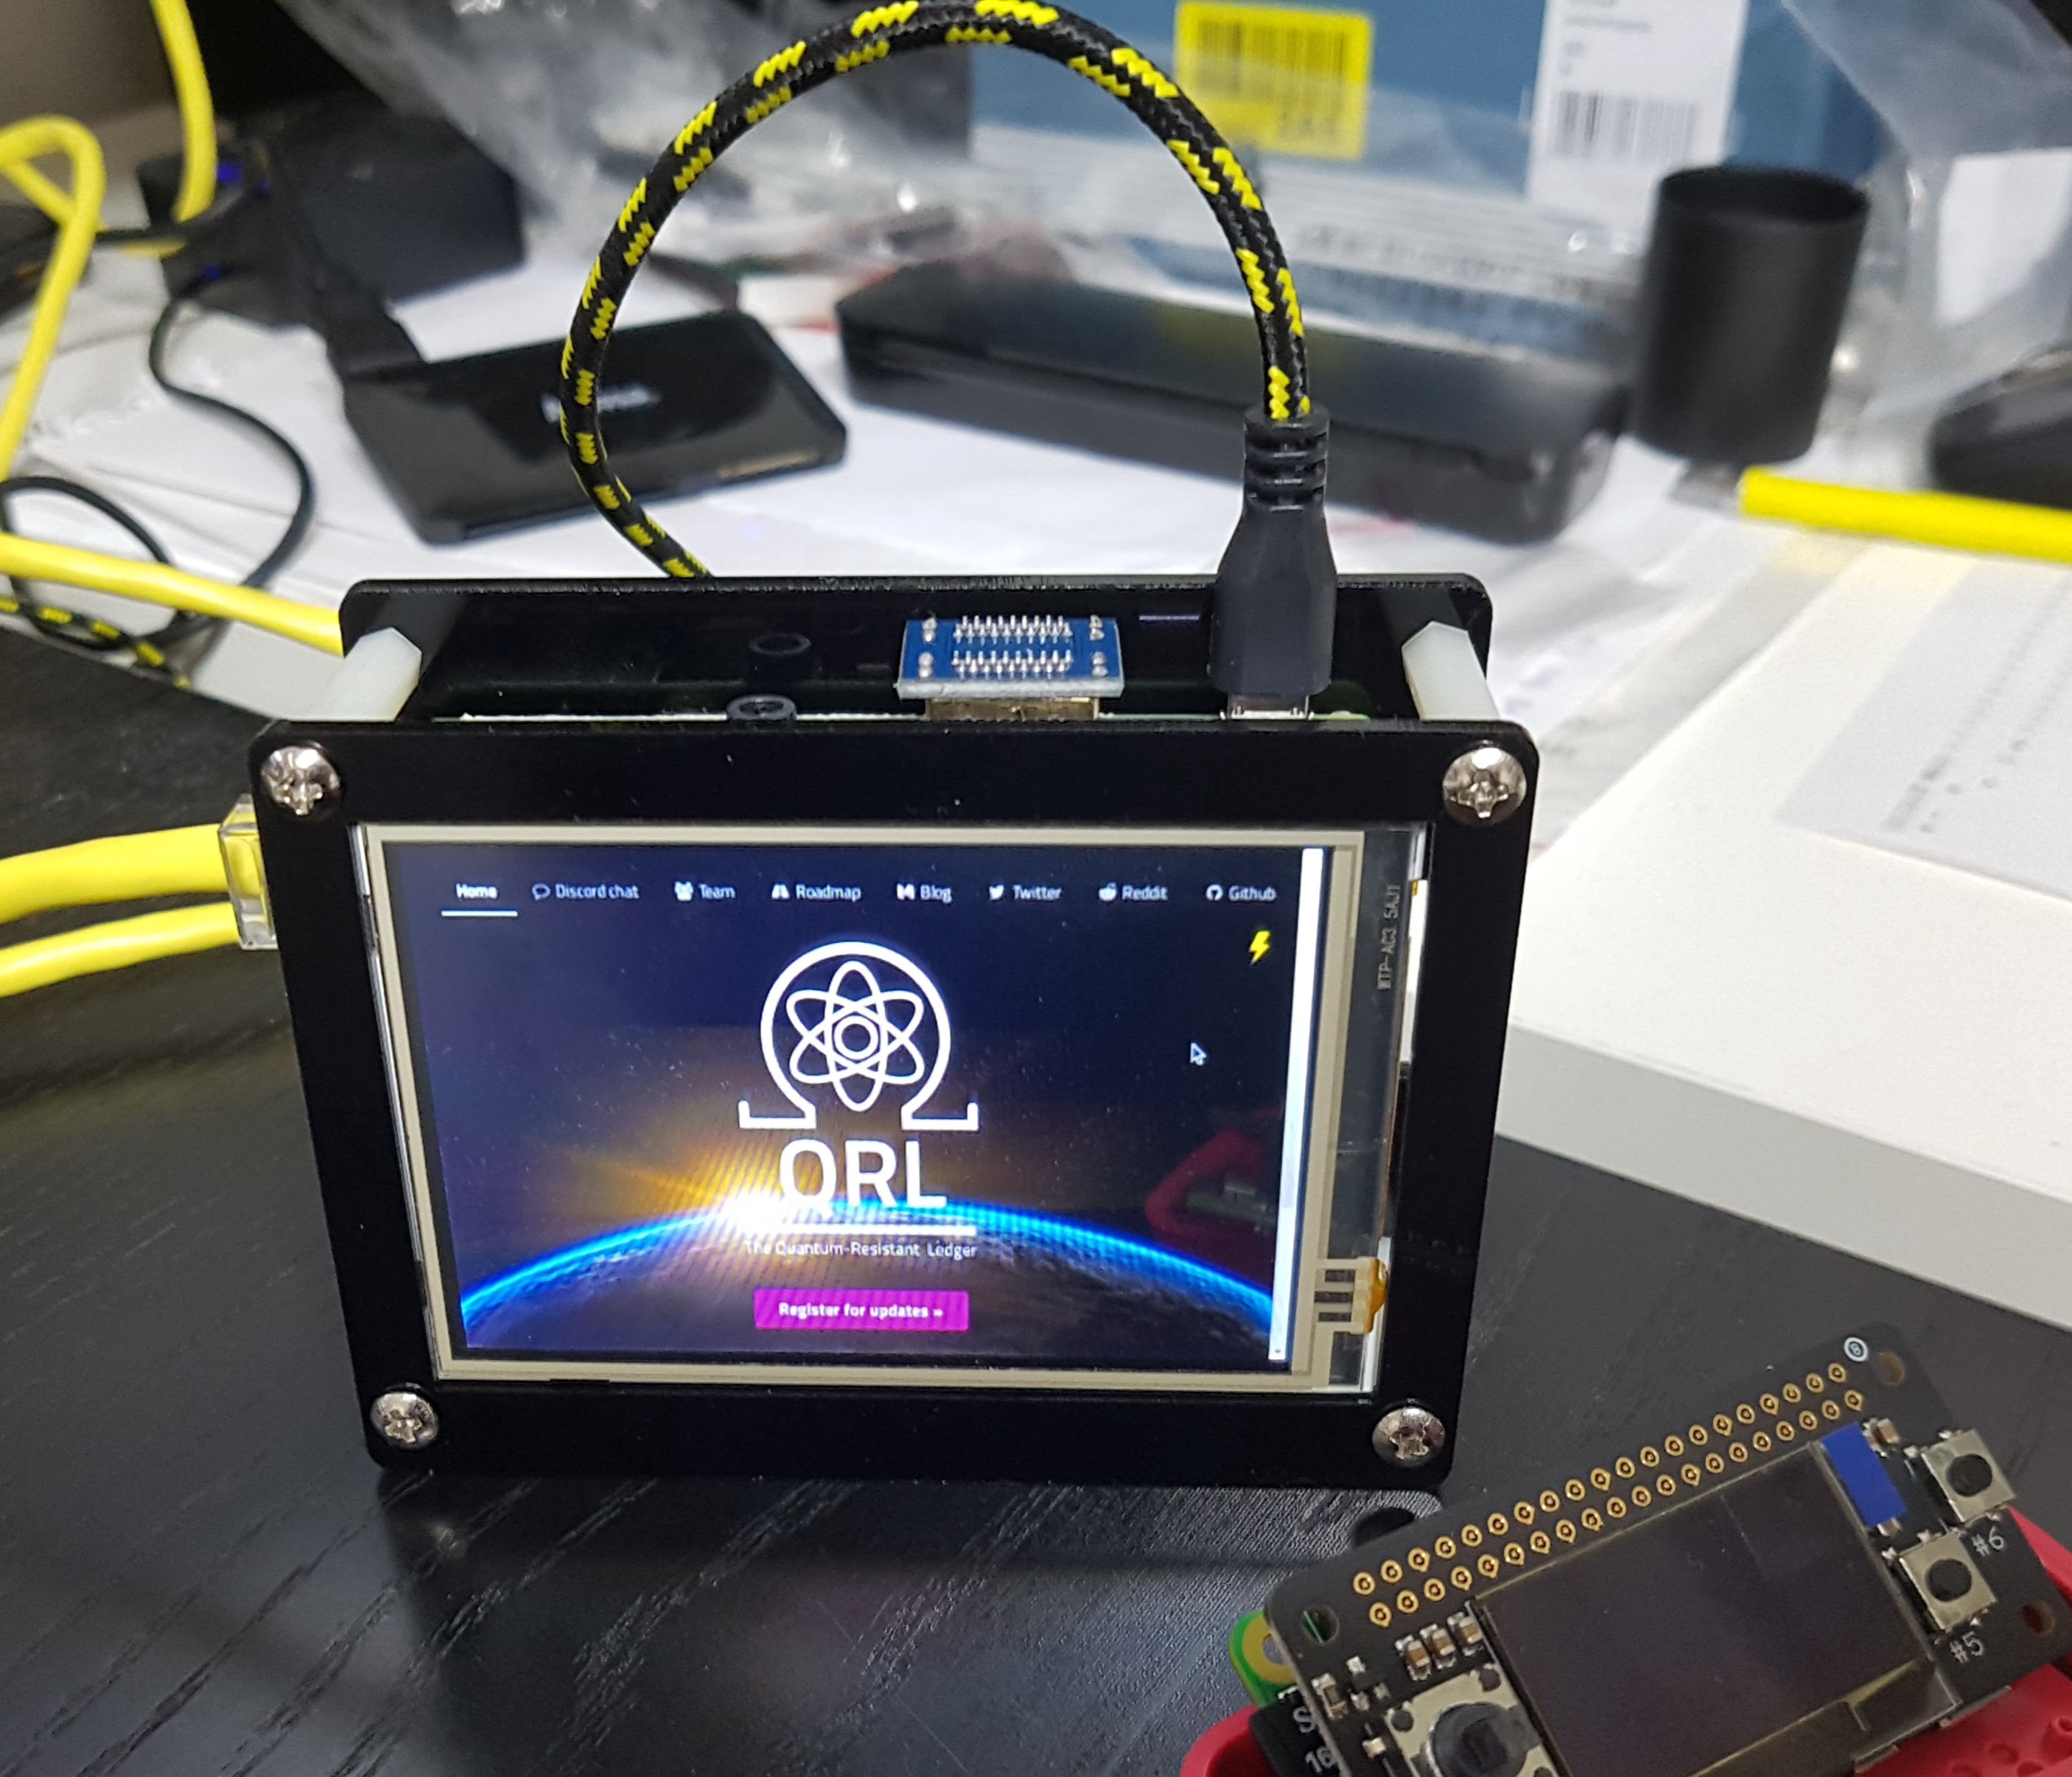 Home Discord chat Team Roadmap Blog Twitter Reddit Github
QRL
The Quantum-Resistant Ledger
Register for updates »
#6
#5